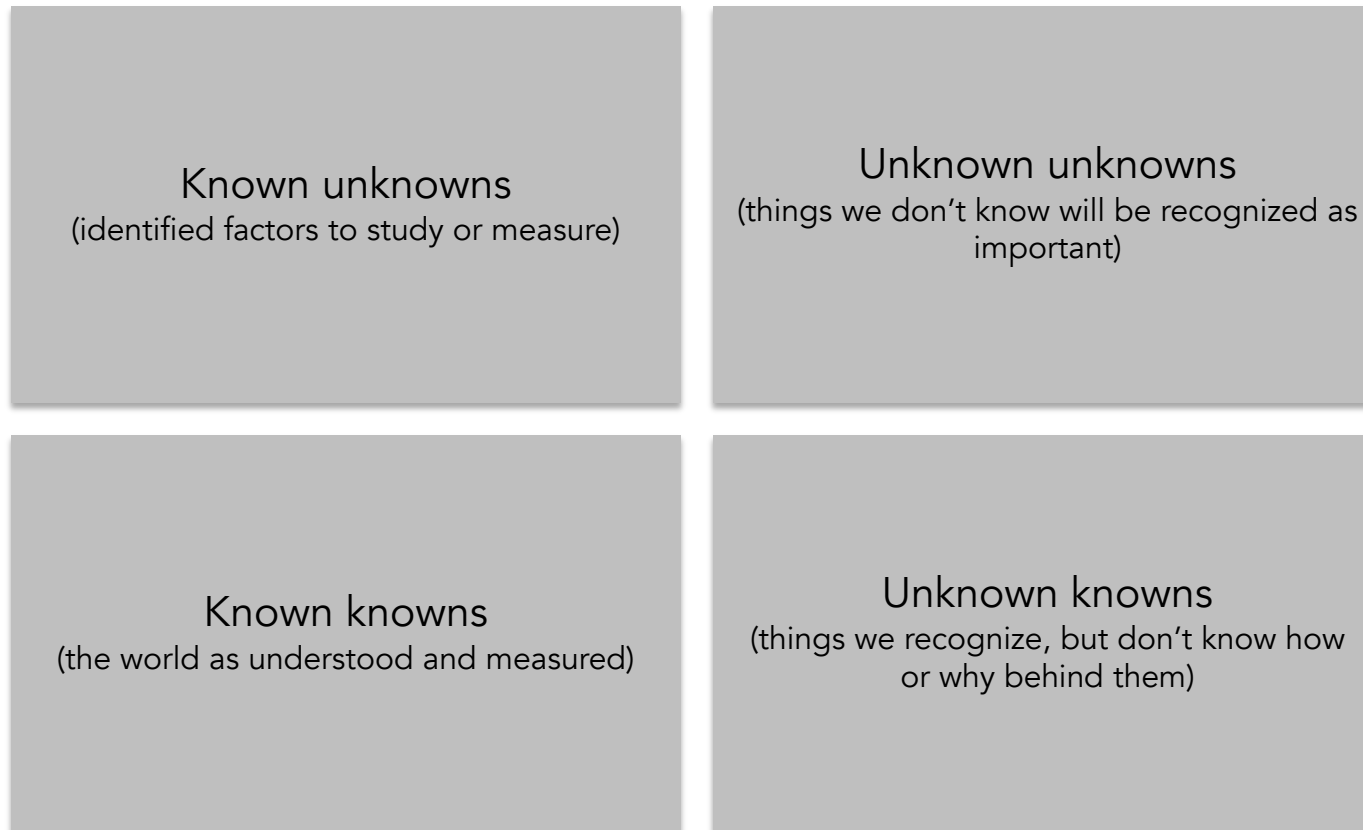 Known unknowns
(identified factors to study or measure)
Unknown unknowns
(things we don’t know will be recognized as
important)
Known knowns
(the world as understood and measured)
Unknown knowns
(things we recognize, but don’t know how
or why behind them)